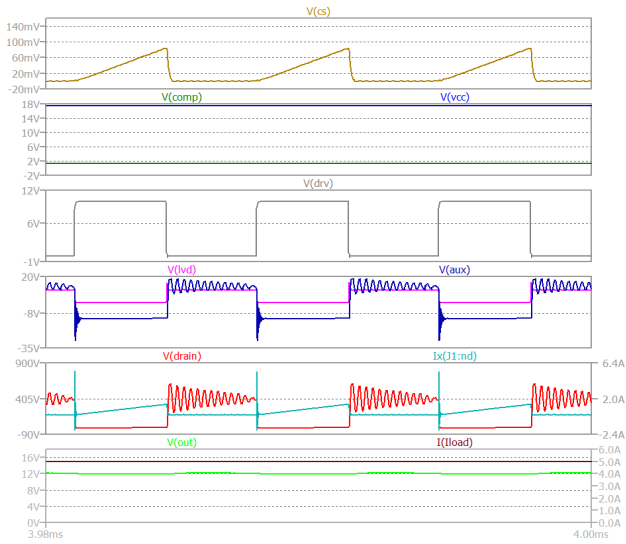 V(cs)
140mV
100mV
60mV
20mV
-20mV
V(comp) V(vcc)
18V
14V
10V
6V
2V
-2V
V(drv)
12V
6V
-1V
V(lvd) V(aux)
20V
-8V
-35V
V(drain) Ix(J1:nd)
900V 6.4A
405V 2.0A
-90V -2.4A
V(out) I(Iload)
6.0A
16V 5.0A
12V 4.0A
8V 3.0A
2.0A
4V 1.0A
0V 0.0A
3.98ms 4.00ms